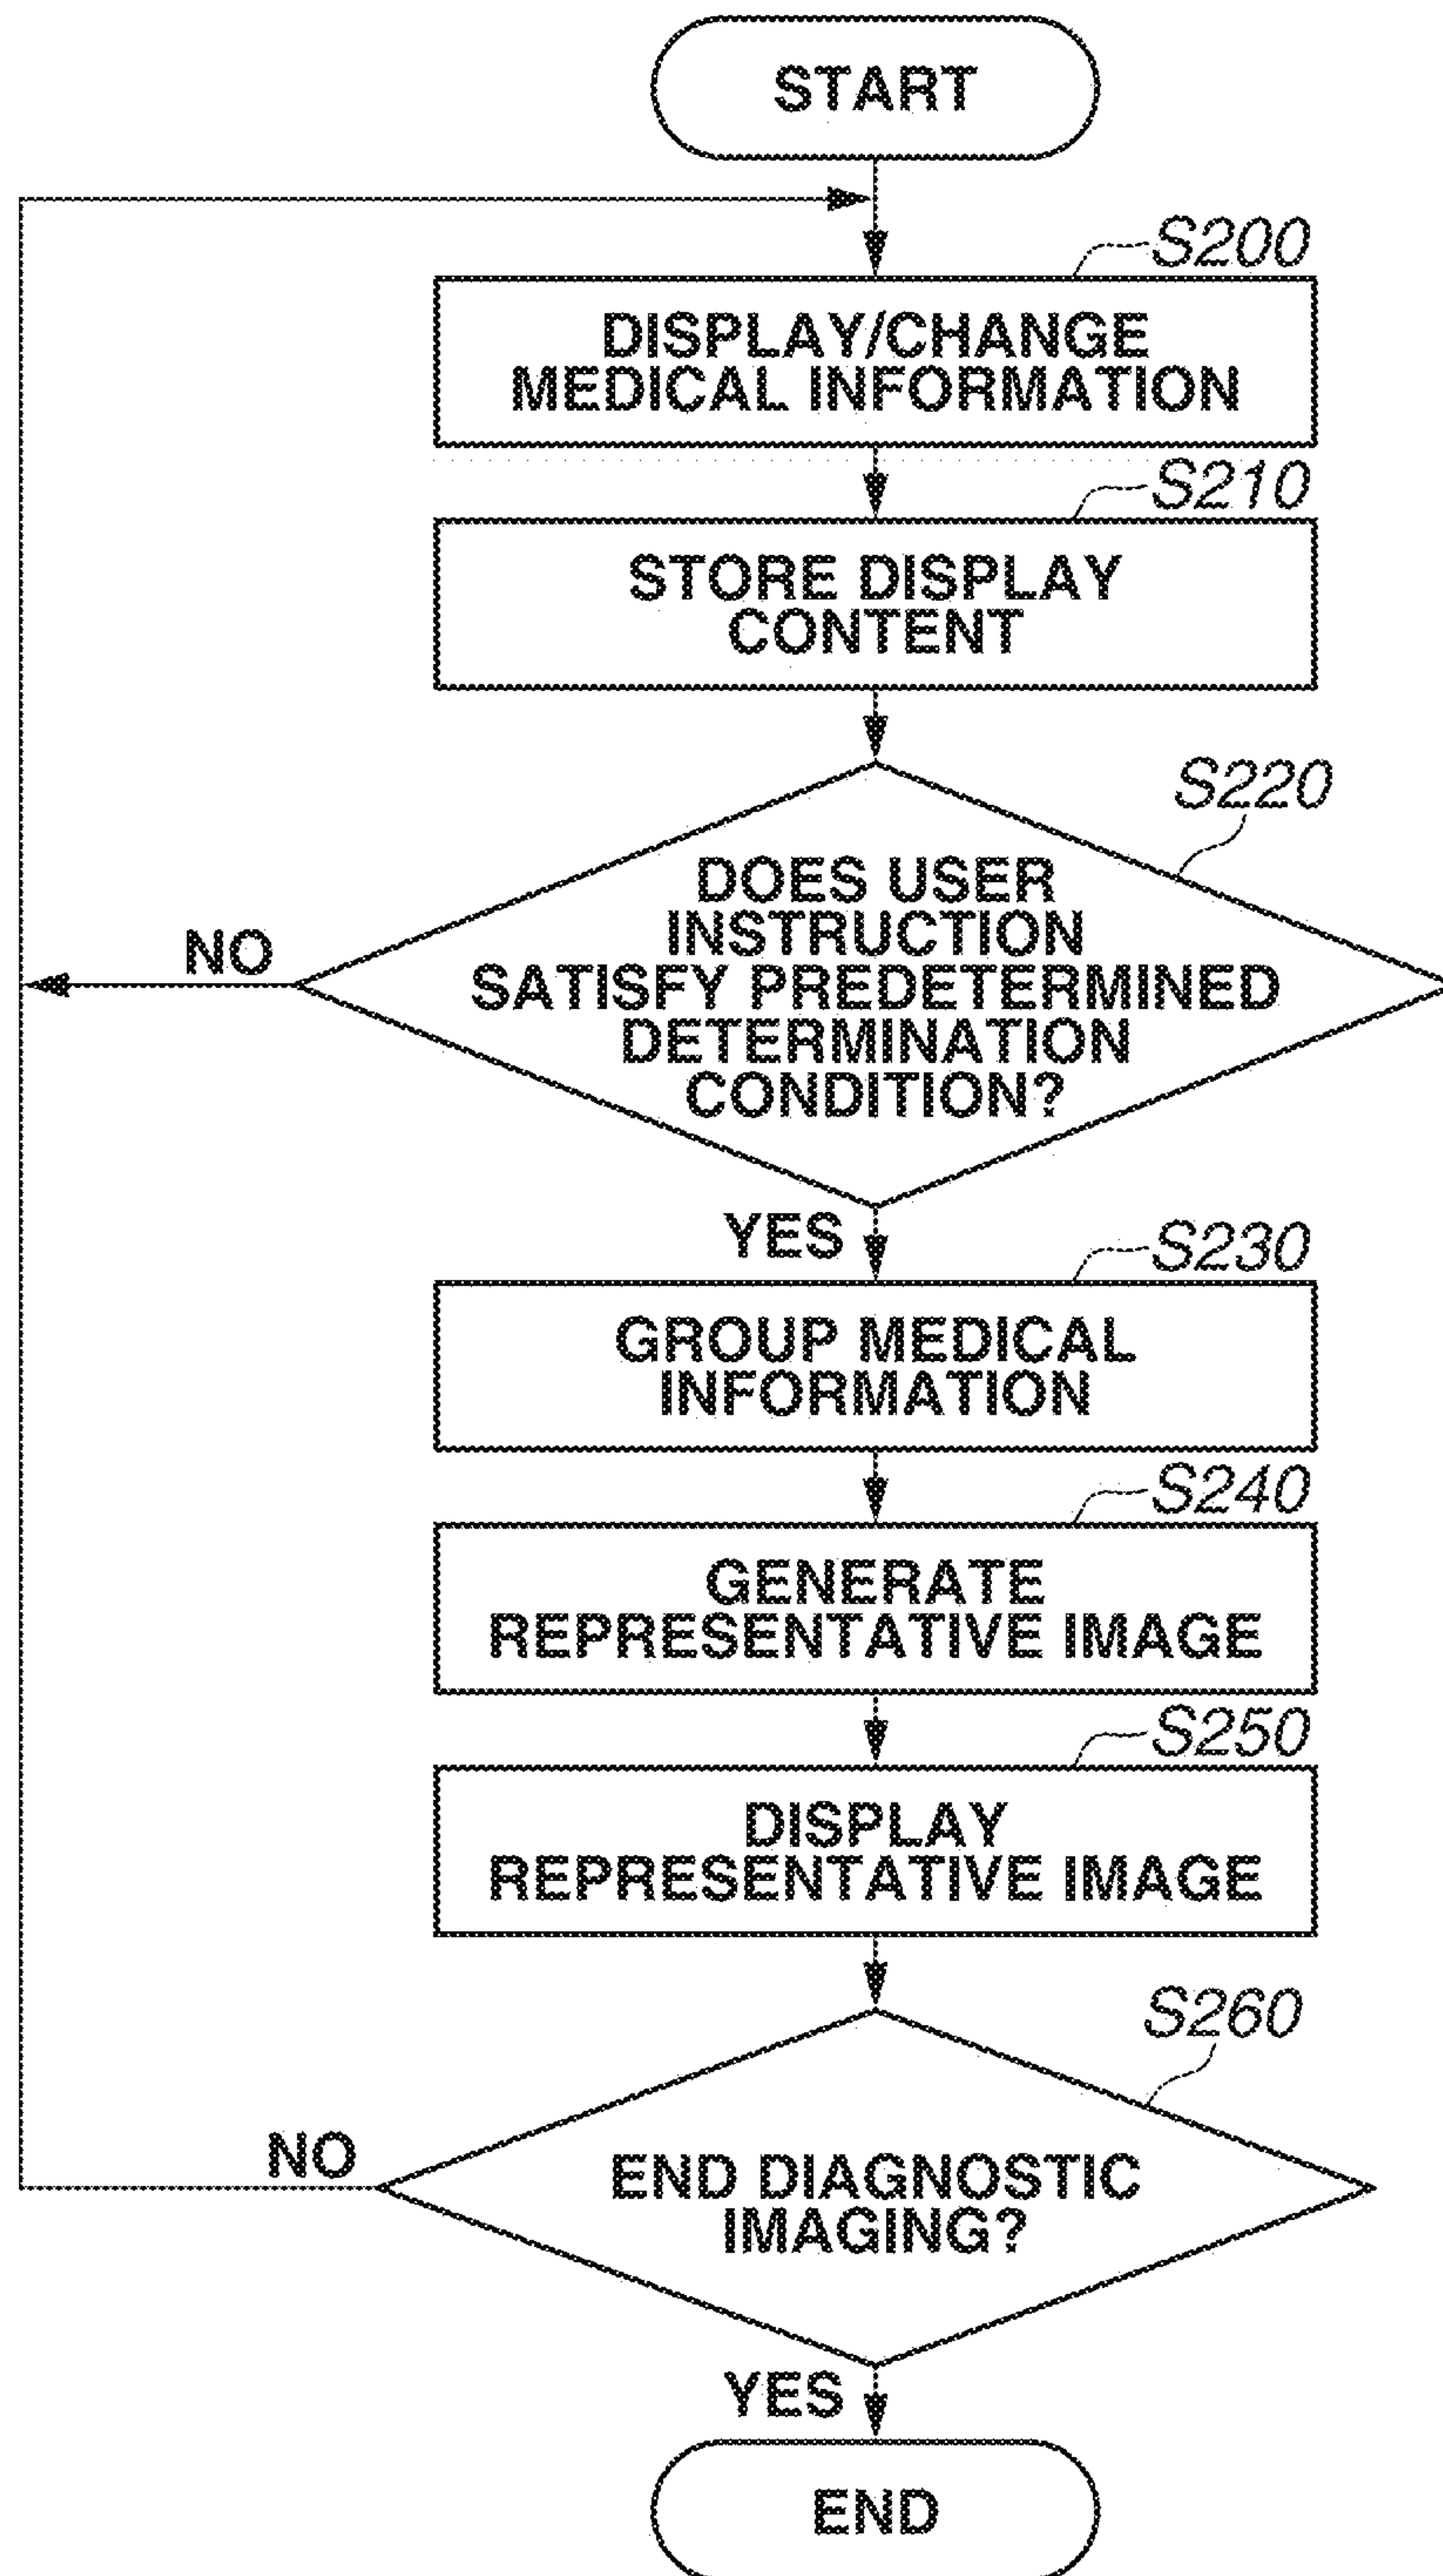 START
S200
DISPLAY/CHANGE
MEDICAL INFORMATION
S210
STORE DISPLAY
CONTENT
S220
DOES USER
INSTRUCTION
SATISFY PREDETERMINED
DETERMINATION
CONDITION?
NO
YES
S230
GROUP MEDICAL
INFORMATION
S240
GENERATE
REPRESENTATIVE IMAGE
S250
DISPLAY
REPRESENTATIVE IMAGE
S260
NO
END DIAGNOSTIC
IMAGING?
YES
END